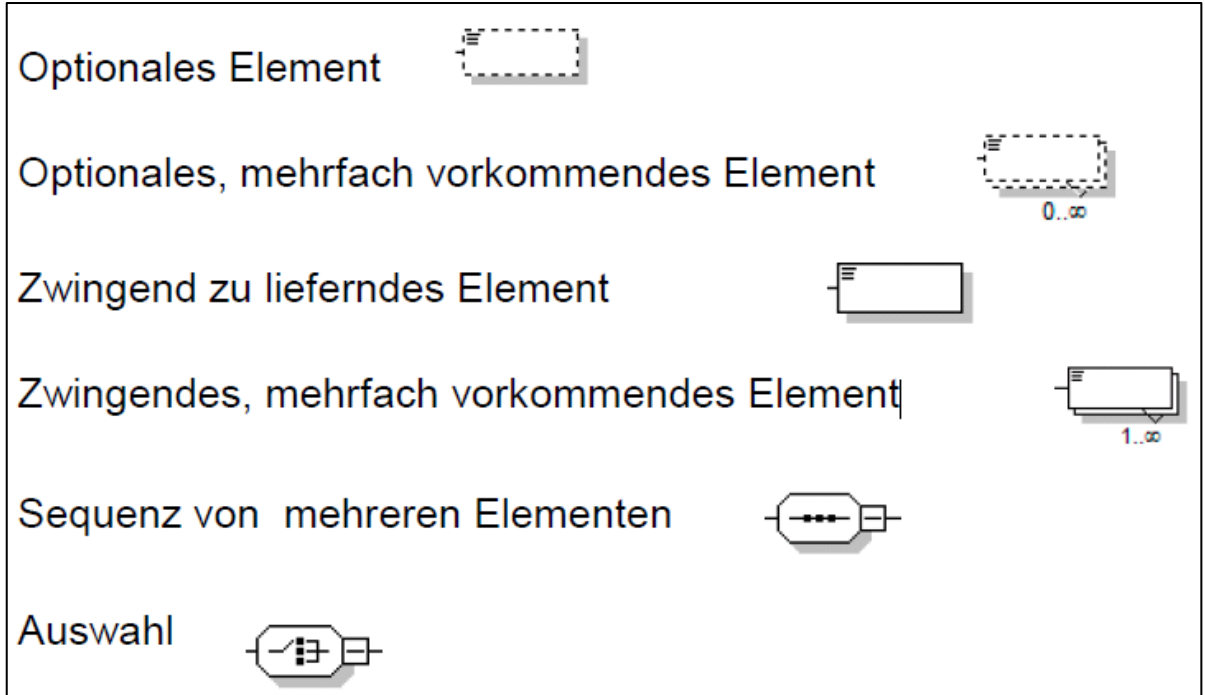 Optionales Element
Optionales, mehrfach vorkommendes Element
0..∞
Zwingend zu lieferndes Element
Zwingendes, mehrfach vorkommendes Element
1..∞
Sequenz von  mehreren Elementen
Auswahl